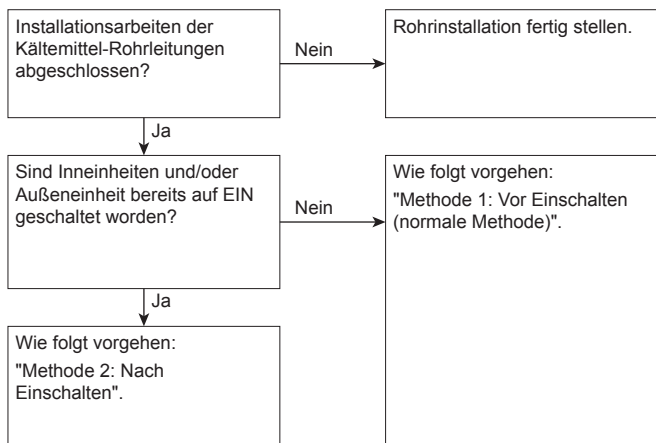 Installationsarbeiten der
Kältemittel-Rohrleitungen
abgeschlossen?
Nein
Rohrinstallation fertig stellen.
Ja
Sind Inneinheiten und/oder
Außeneinheit bereits auf EIN
geschaltet worden?
Nein
Wie folgt vorgehen:
"Methode 1: Vor Einschalten
(normale Methode)".
Ja
Wie folgt vorgehen:
"Methode 2: Nach
Einschalten".